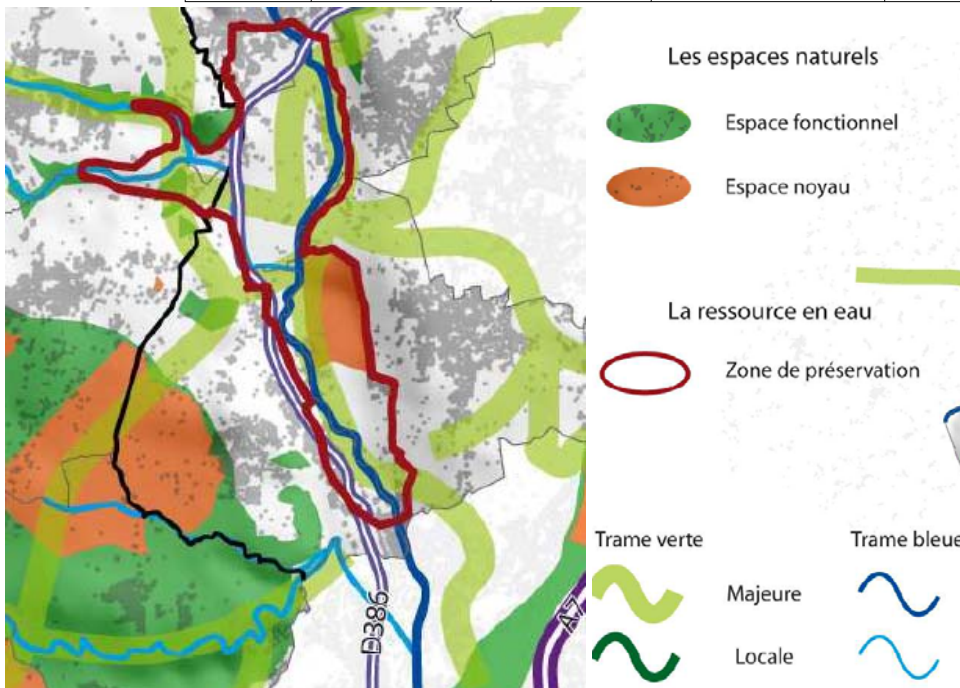 Les espaces naturels
Espace fonctionnel
Espace noyau
La ressource en eau
Zone de préservation
Trame verte
Trame bleue
Majeure
Locale
D386
A7